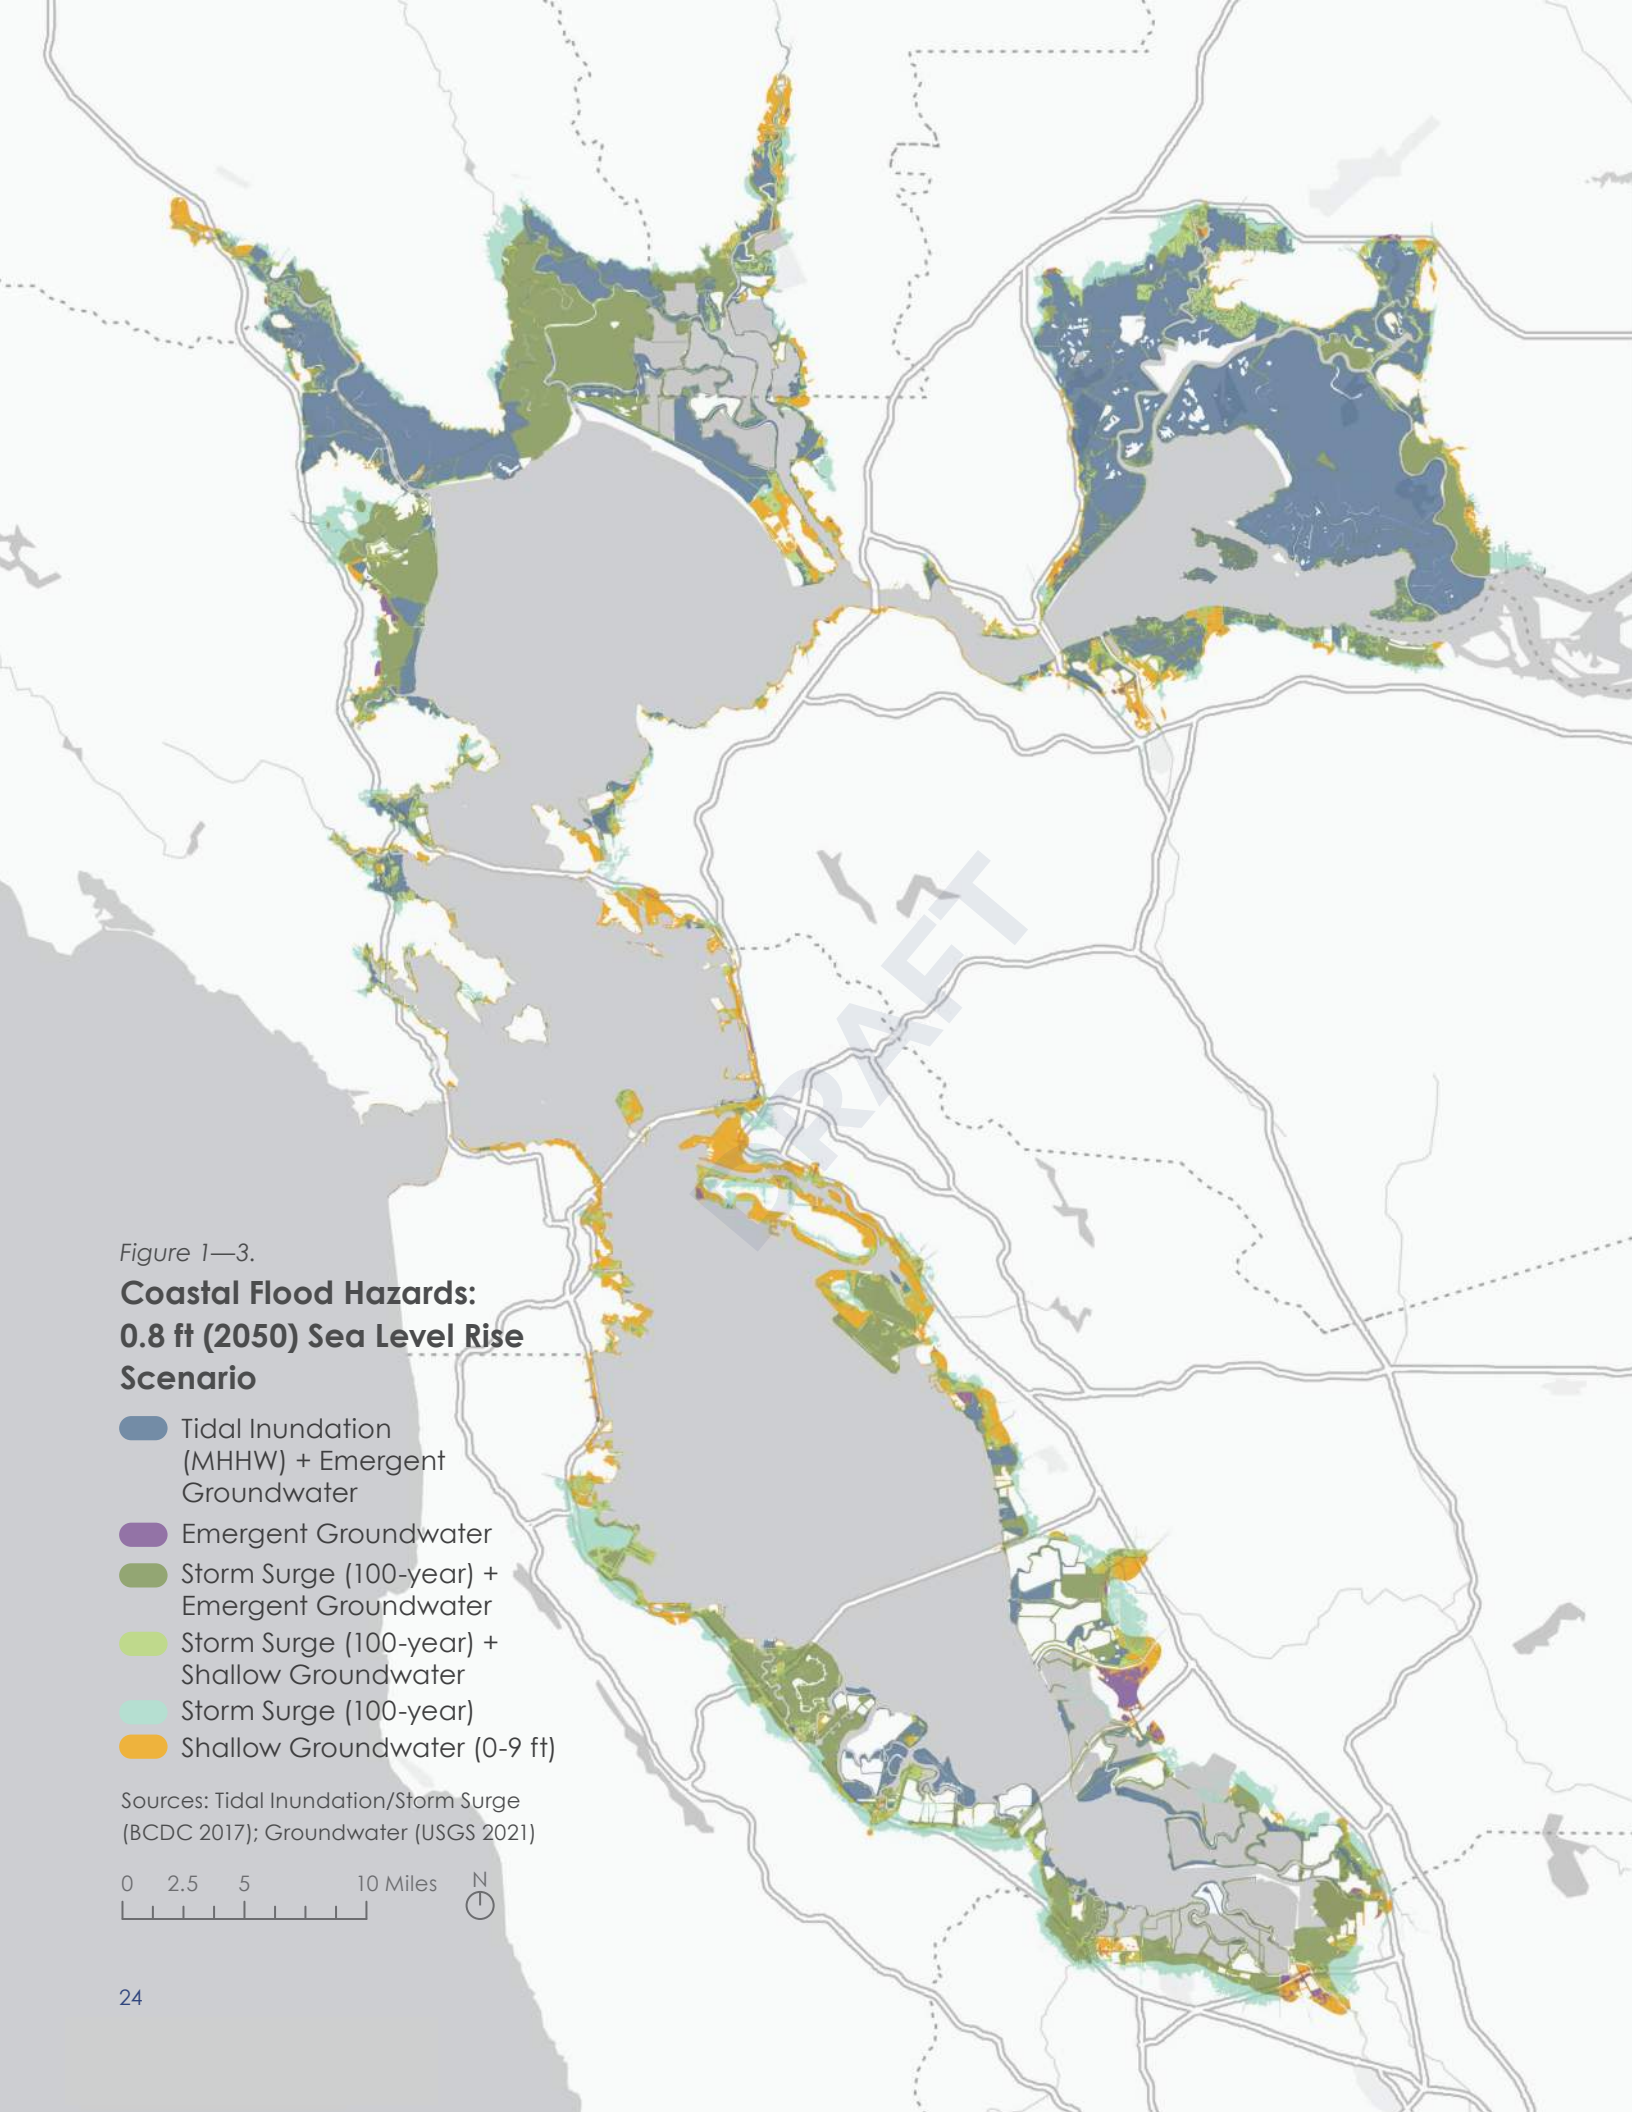 DRAFT
Figure 1—3.
Coastal Flood Hazards:
0.8 ft (2050) Sea Level Rise
Scenario
Tidal Inundation
(MHHW) + Emergent
Groundwater
Emergent Groundwater
Storm Surge (100-year) +
Emergent Groundwater
Storm Surge (100-year) +
Shallow Groundwater
Storm Surge (100-year)
Shallow Groundwater (0-9 ft)
Sources: Tidal Inundation/Storm Surge
(BCDC 2017); Groundwater (USGS 2021)
0 2.5 5 10 Miles N
24